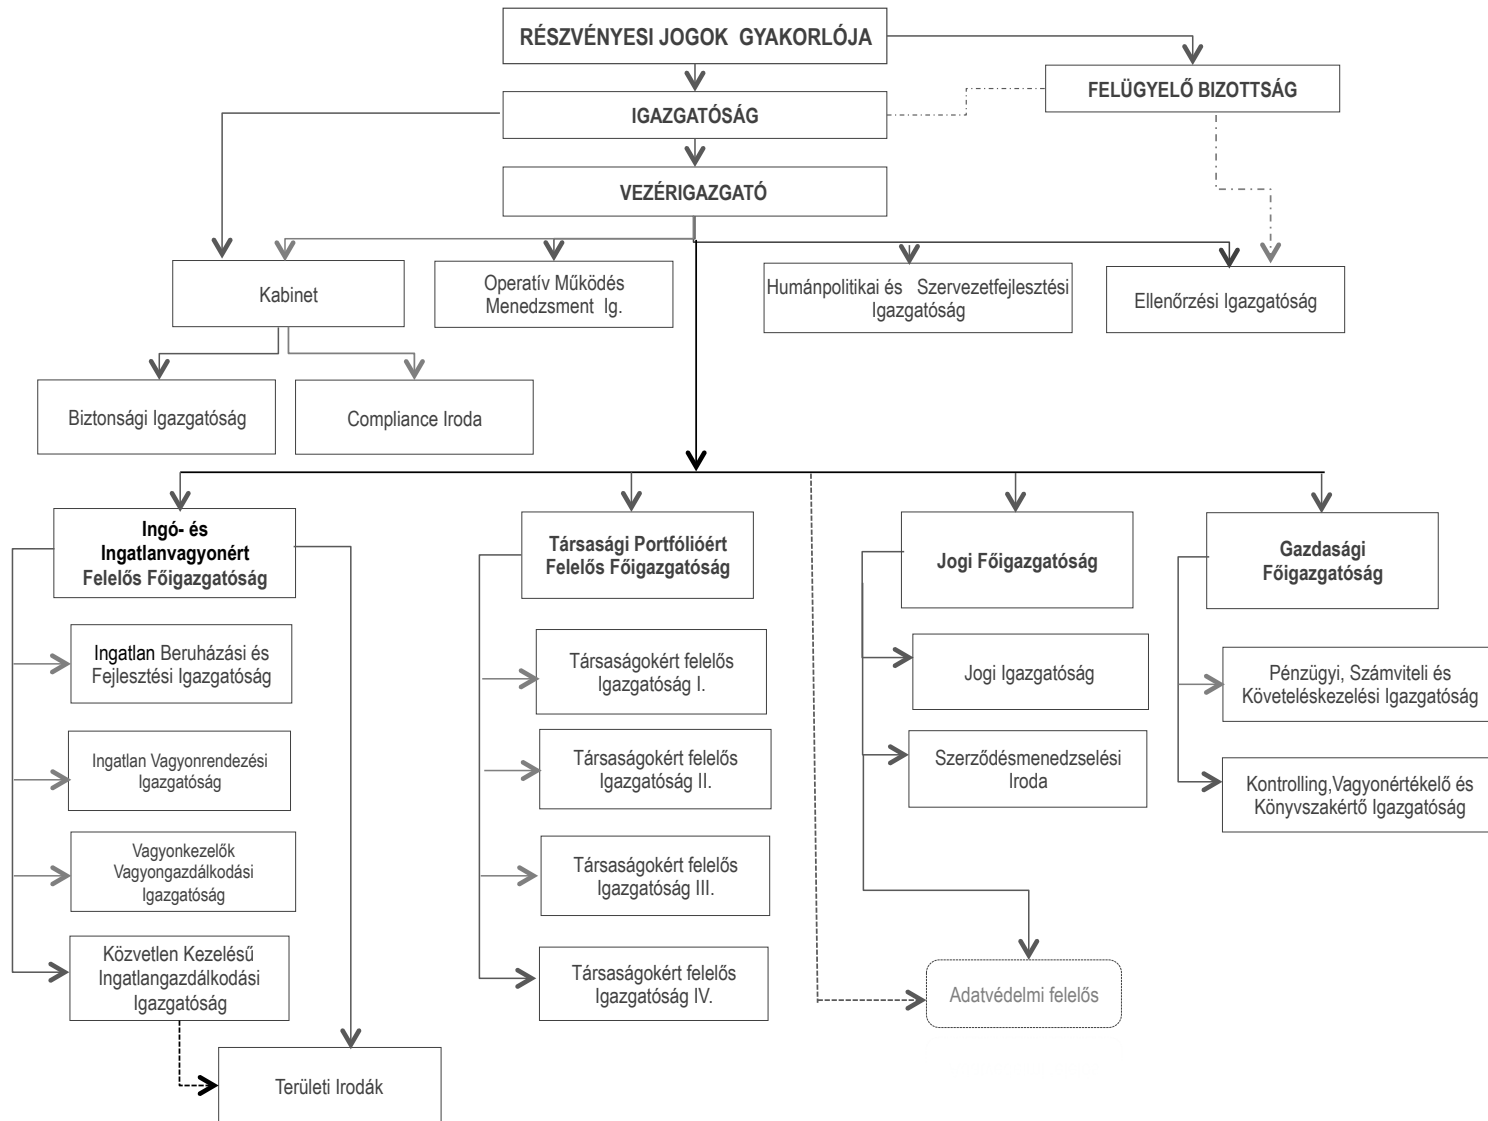 RÉSZVÉNYESI JOGOK GYAKORLÓJA
FELÜGYELŐ BIZOTTSÁG
IGAZGATÓSÁG
VEZÉRIGAZGATÓ
Kabinet
Operatív Működés
Menedzsment Ig.
Humánpolitikai és Szervezetfejlesztési
Igazgatóság
Ellenőrzési Igazgatóság
Biztonsági Igazgatóság
Compliance Iroda
Ingó- és
Ingatlanvagyonért
Felelős Főigazgatóság
Társasági Portfólióért
Felelős Főigazgatóság
Jogi Főigazgatóság
Gazdasági
Főigazgatóság
Ingatlan Beruházási és
Fejlesztési Igazgatóság
Ingatlan Vagyonrendezési
Igazgatóság
Vagyonkezelők
Vagyongazdálkodási
Igazgatóság
Közvetlen Kezelésű
Ingatlangazdálkodási
Igazgatóság
Területi Irodák
Társaságokért felelős
Igazgatóság I.
Társaságokért felelős
Igazgatóság II.
Társaságokért felelős
Igazgatóság III.
Társaságokért felelős
Igazgatóság IV.
Jogi Igazgatóság
Szerződésmenedzselési
Iroda
Adatvédelmi felelős
Pénzügyi, Számviteli és
Követeléskezelési Igazgatóság
Kontrolling,Vagyonértékelő és
Könyvszakértő Igazgatóság